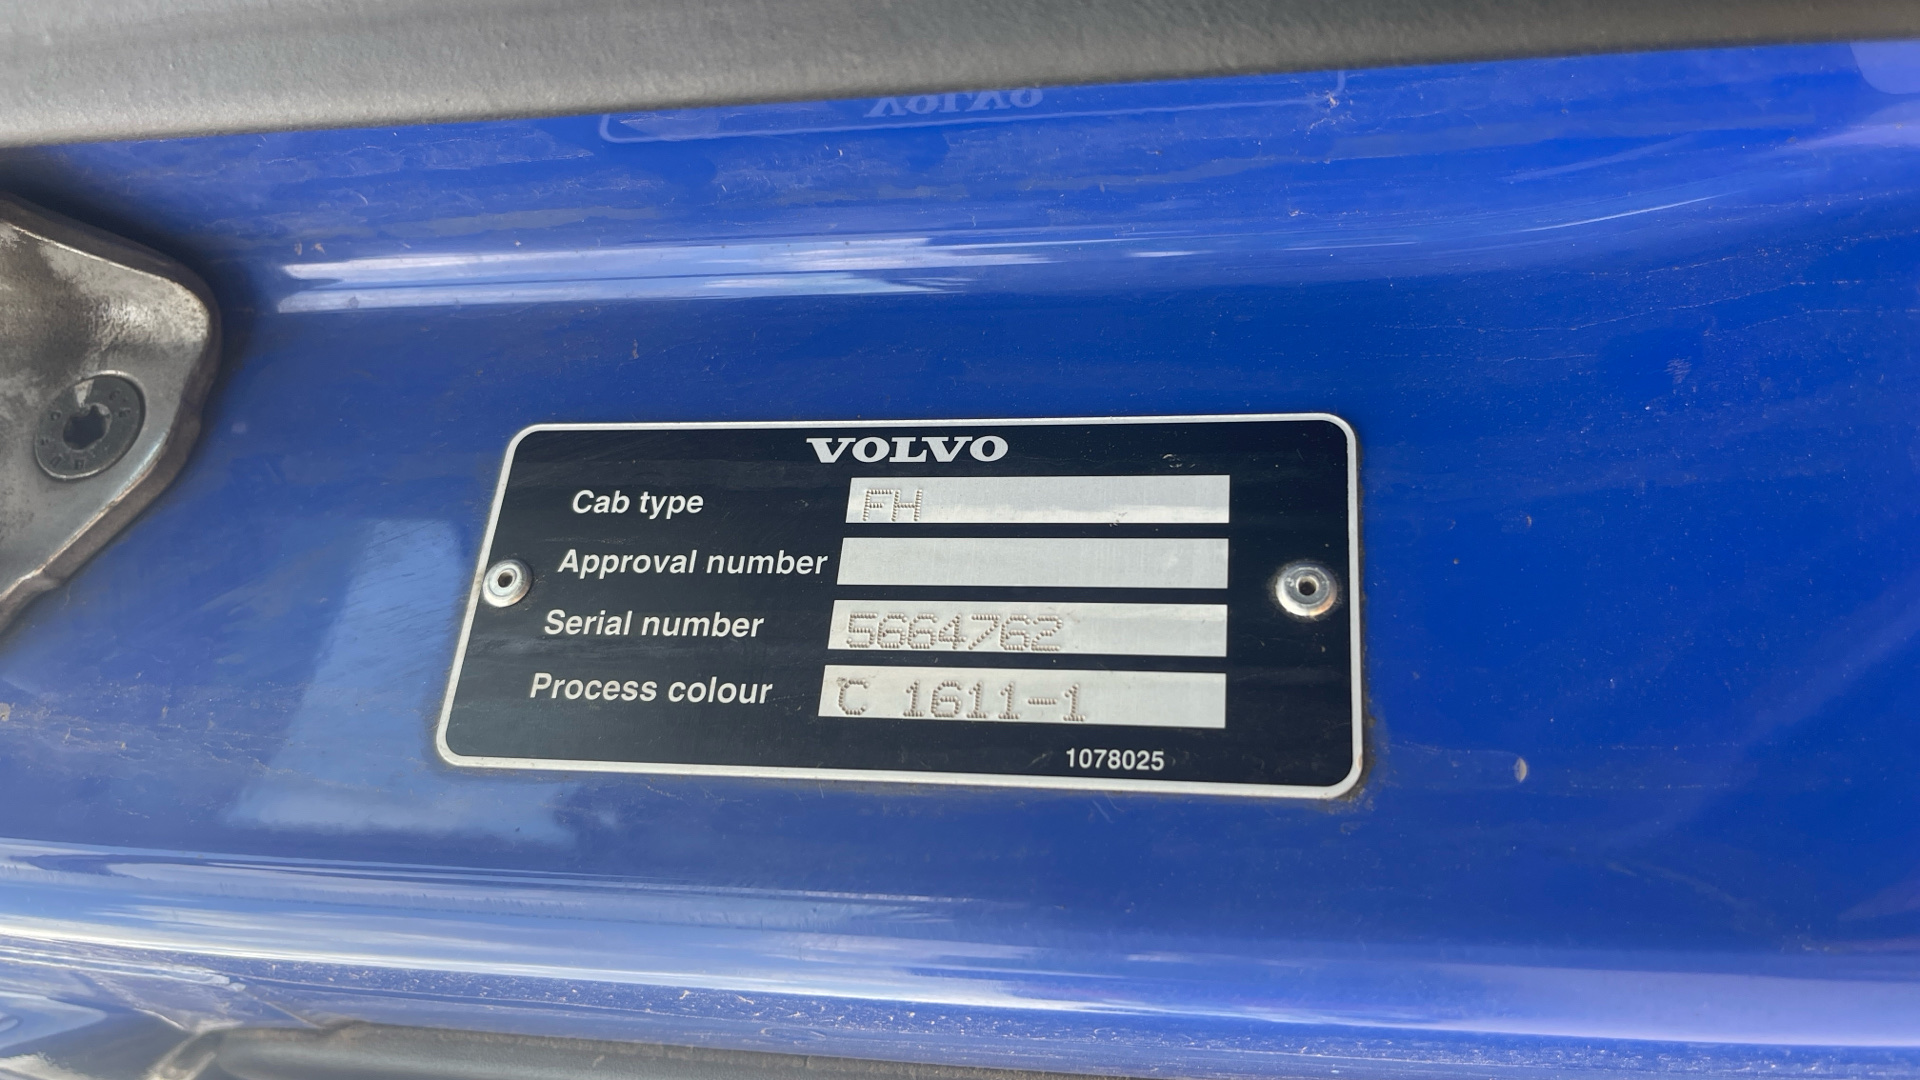 VOLVO
Cab type FH
Approval number
Serial number 5664762
Process colour C 1611-1
1078025